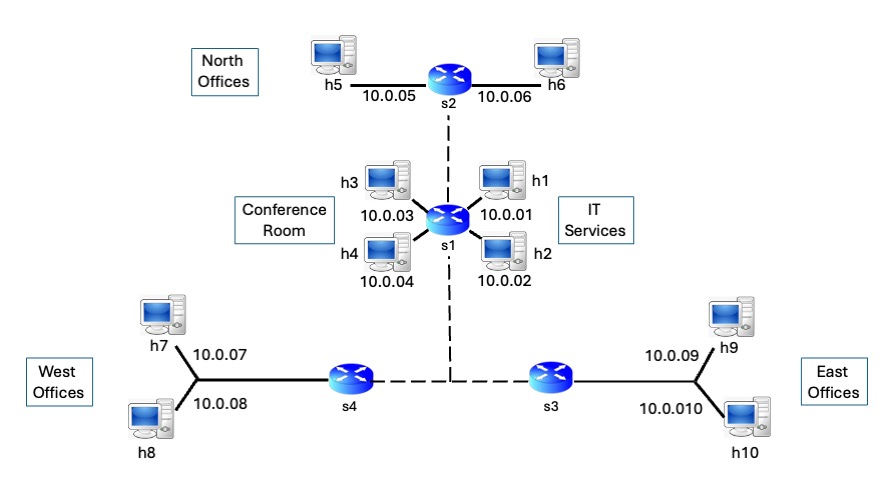 North
Offices
h5
h6
10.0.05
10.0.06
s2
h3
h1
Conference
Room
10.0.03
10.0.01
IT
Services
h4
s1
h2
10.0.04
10.0.02
h7
10.0.07
10.0.09
h9
West
Offices
East
Offices
10.0.08
s4
s3
10.0.010
h8
h10